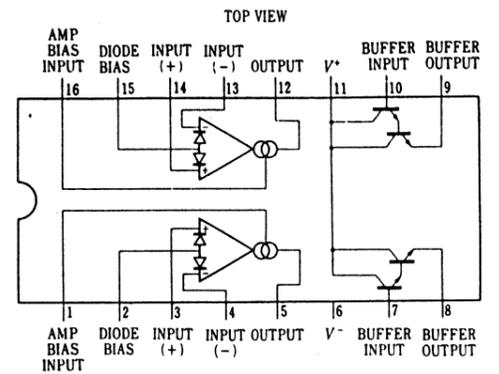 TOP VIEW
AMP
BIAS
INPUT
DIODE
BIAS
INPUT
(+)
INPUT
(−)
OUTPUT
V+
BUFFER
INPUT
BUFFER
OUTPUT
16 15 14 13 12 11 10 9
−
+
+
−
1 2 3 4 5 6 7 8
AMP
BIAS
INPUT
DIODE
BIAS
INPUT
(+)
INPUT
(−)
OUTPUT
V−
BUFFER
INPUT
BUFFER
OUTPUT